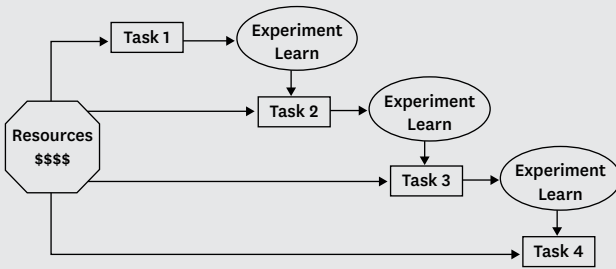 Task 1
Experiment
Learn
Task 2
Experiment
Learn
Resources
$$$$
Task 3
Experiment
Learn
Task 4